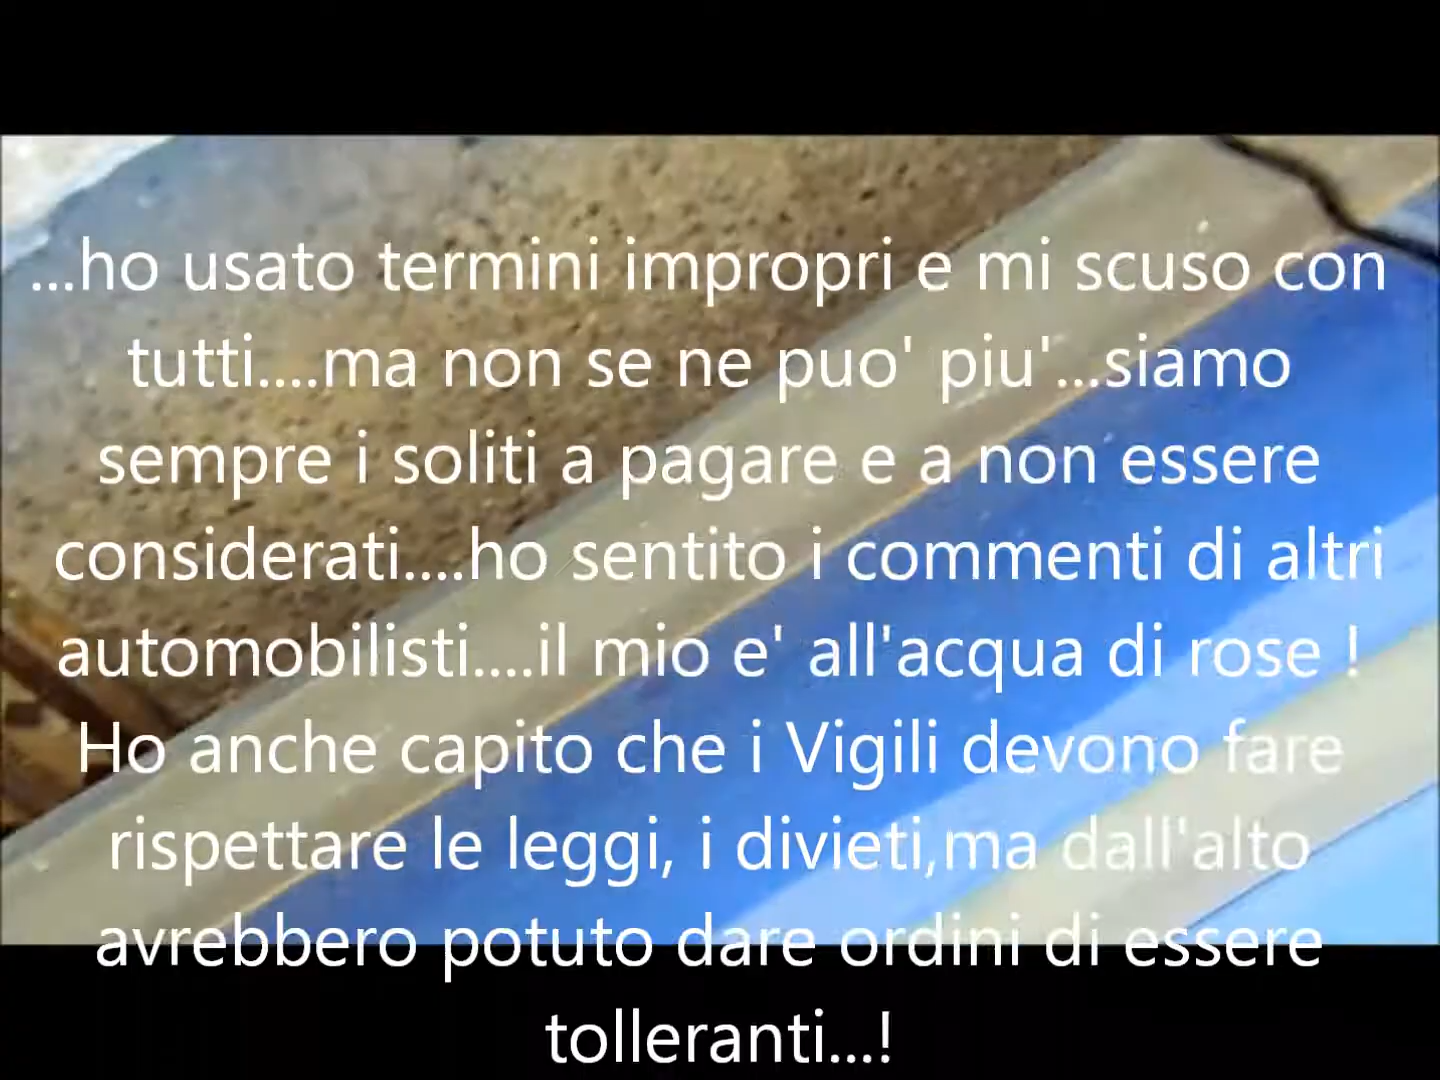 ...ho usato termini impropri e mi scuso con
tutti....ma non se ne puo' piu'...siamo
sempre i soliti a pagare e a non essere
considerati....ho sentito i commenti di altri
automobilisti....il mio e' all'acqua di rose !
Ho anche capito che i Vigili devono fare
rispettare le leggi, i divieti,ma dall'alto
avrebbero potuto dare ordini di essere
tolleranti...!